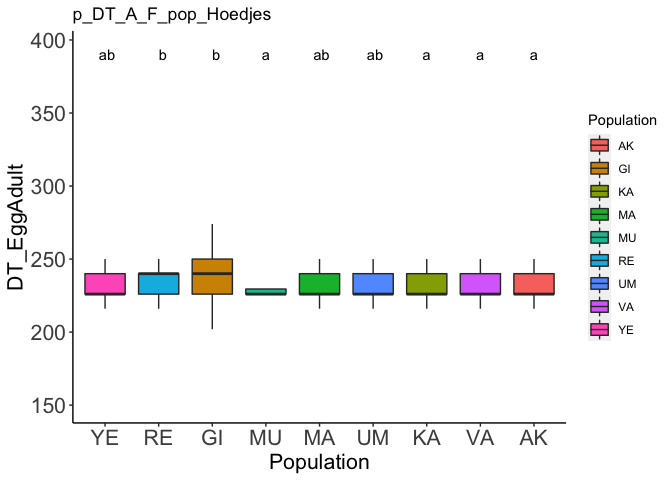 p_DT_A_F_pop_Hoedjes
400
ab b b a ab ab a a a
350
300
250
200
150
DT_EggAdult
YE RE GI MU MA UM KA VA AK
Population
Population
AK
GI
KA
MA
MU
RE
UM
VA
YE